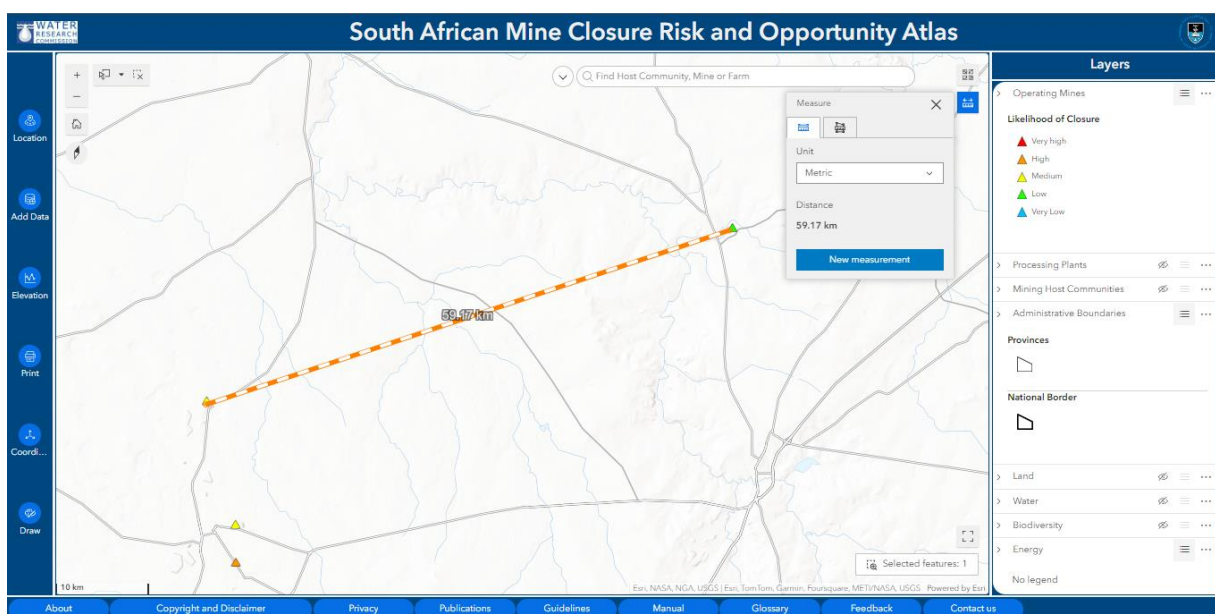 WATER
RESEARCH
COMMISSION
South African Mine Closure Risk and Opportunity Atlas
Find Host Community, Mine or Farm
Location
Add Data
Elevation
Print
Coordi...
Draw
Measure
Unit
Metric
Distance
59.17 km
New measurement
59.17 km
10 km
Selected features: 1
Esri, NASA, NGA, USGS | Esri, TomTom, Garmin, Foursquare, METI/NASA, USGS
Powered by Esri
Layers
Operating Mines
Likelihood of Closure
Very high
High
Medium
Low
Very Low
Processing Plants
Mining Host Communities
Administrative Boundaries
Provinces
National Border
Land
Water
Biodiversity
Energy
No legend
About
Copyright and Disclaimer
Privacy
Publications
Guidelines
Manual
Glossary
Feedback
Contact us